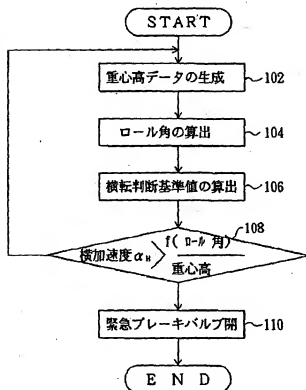 START
重心高データの生成
102
ロール角の算出
104
横転判断基準値の算出
106
108
横加速度 α_H > f(ロール角)
重心高
緊急ブレーキバルブ開
110
END